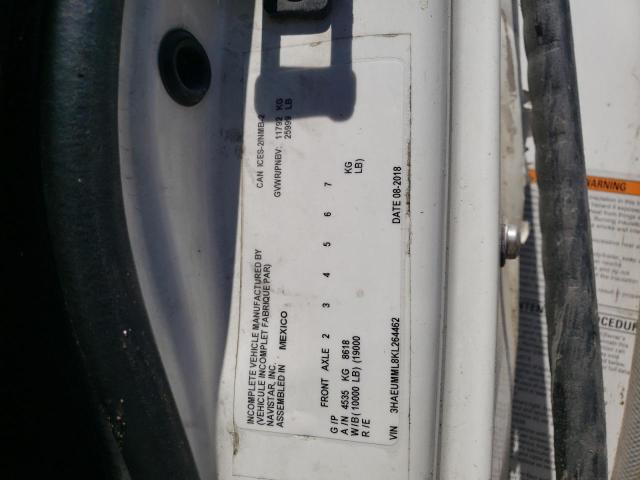 INCOMPLETE VEHICLE MANUFACTURED BY
(VEHICULE INCOMPLET FABRIQUE PAR)
NAVISTAR, INC.
ASSEMBLED IN MEXICO
CAN ICES-2/NMB-2
GVWR/PNBV: 11792 KG
25999 LB
FRONT AXLE 2 3 4 5 6 7
G/P
A/N 4535 KG 8618 KG
W/B (10000 LB) (19000 LB)
R/E
VIN 3HAEUMML8KL264462 DATE 08-2018
WARNING